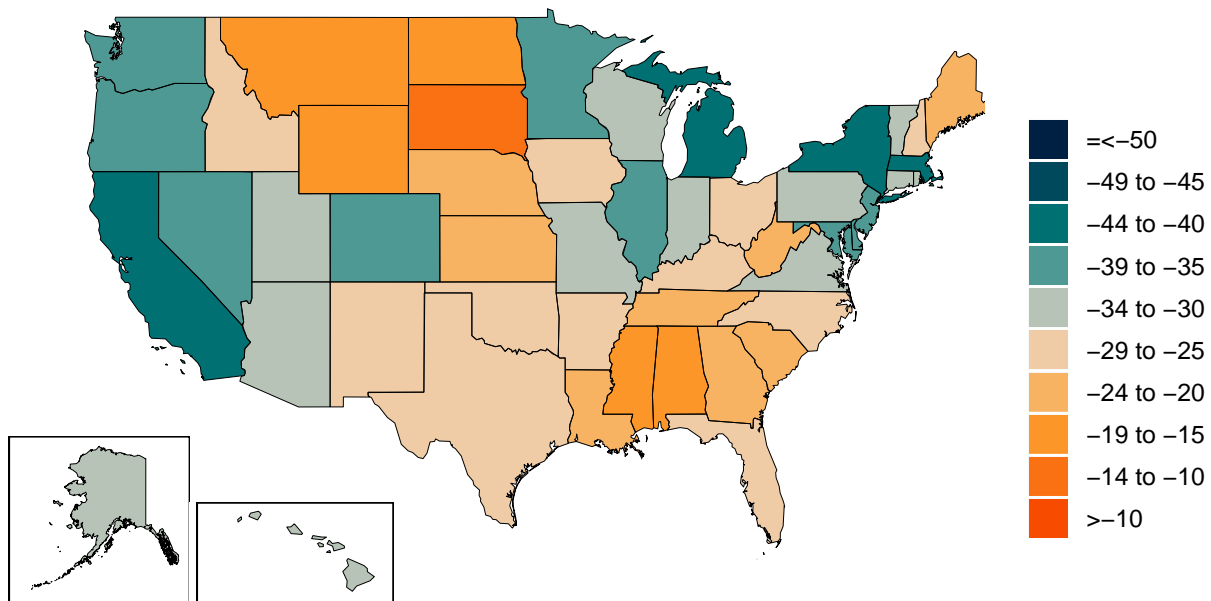 =<−50
−49 to −45
−44 to −40
−39 to −35
−34 to −30
−29 to −25
−24 to −20
−19 to −15
−14 to −10
>−10